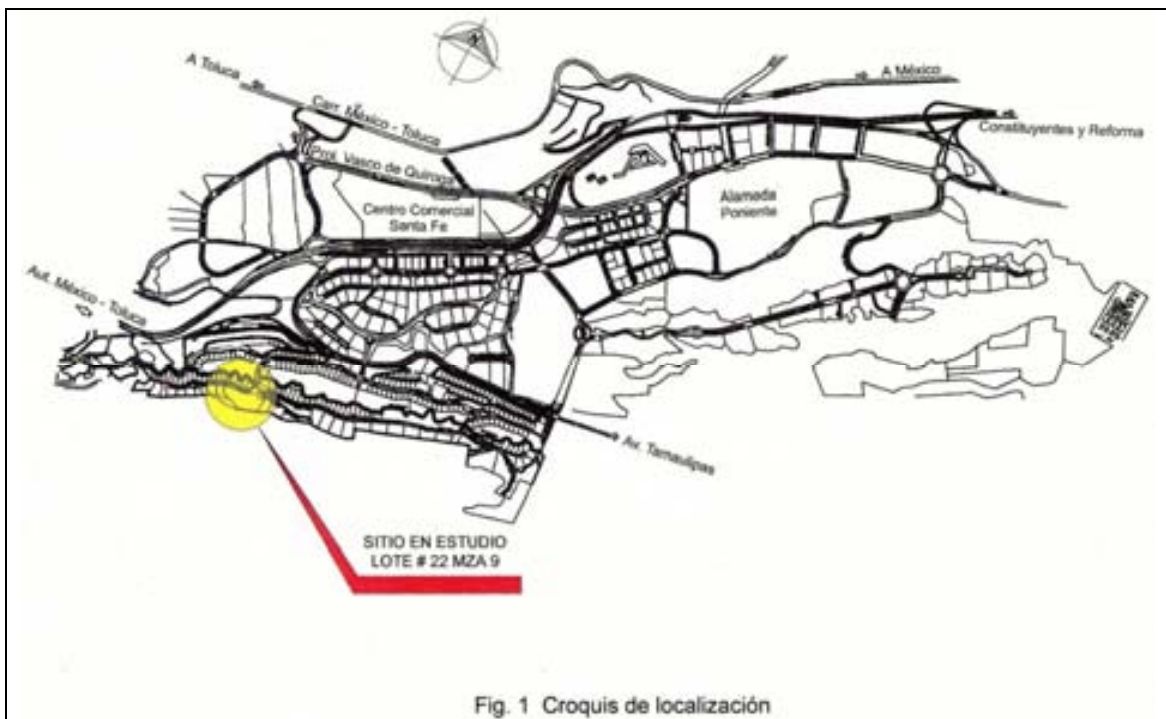 N
A Toluca
A México
Carr. México - Toluca
Constituyentes y Reforma
Prol. Vasco de Quiroga
Centro Comercial
Santa Fe
Alameda
Poniente
Aut. México - Toluca
Av. Tamaulipas
SITIO EN ESTUDIO
LOTE # 22 MZA 9
Fig. 1 Croquis de localización